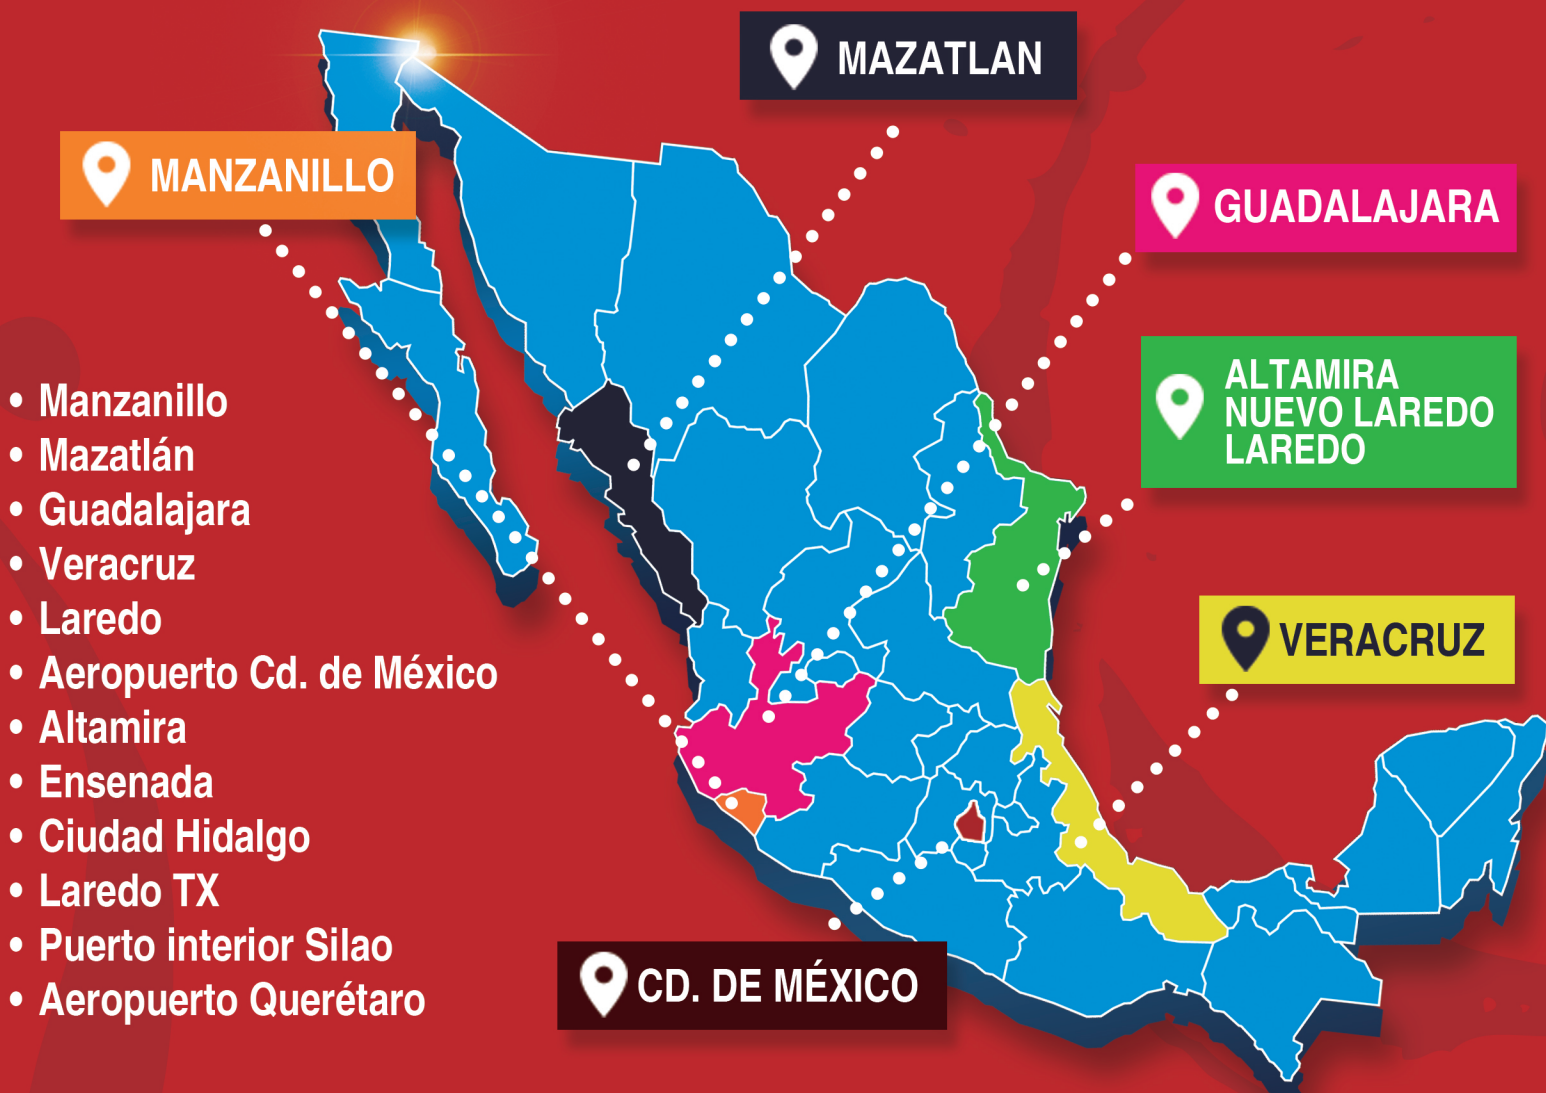 MAZATLAN
MANZANILLO
GUADALAJARA
ALTAMIRA
NUEVO LAREDO
LAREDO
VERACRUZ
CD. DE MÉXICO
• Manzanillo
• Mazatlán
• Guadalajara
• Veracruz
• Laredo
• Aeropuerto Cd. de México
• Altamira
• Ensenada
• Ciudad Hidalgo
• Laredo TX
• Puerto interior Silao
• Aeropuerto Querétaro